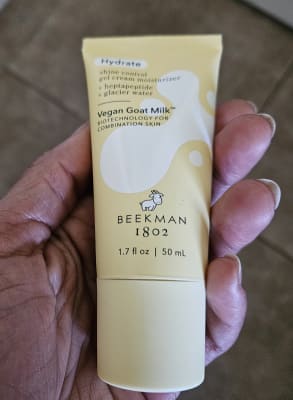 Hydrate
shine control
gel cream moisturizer
+ heptapeptide
+ glacier water
Vegan Goat Milk™
BIOTECHNOLOGY FOR
COMBINATION SKIN
BEEKMAN
1802
1.7 fl oz | 50 mL